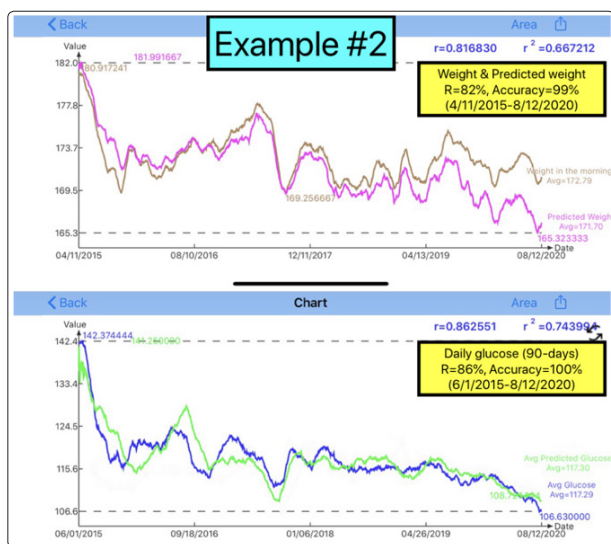 Back
Area
Example #2
Value
r=0.816830 r²=0.667212
182.0
181.991667
180.917241
Weight & Predicted weight
R=82%, Accuracy=99%
(4/11/2015-8/12/2020)
177.8
173.7
Weight in the morning
Avg=172.79
169.5
169.256667
Predicted Weigh
Avg=171.70
165.3
165.323333
Date
04/11/2015 08/10/2016 12/11/2017 04/13/2019 08/12/2020
Back
Chart
Area
Value
r=0.862551 r²=0.743994
142.374444
142.4
141.250000
Daily glucose (90-days)
R=86%, Accuracy=100%
(6/1/2015-8/12/2020)
133.4
124.5
Avg Predicted Glucose
Avg=117.30
115.6
Avg Glucose
Avg=117.29
106.6
106.630000
Date
06/01/2015 09/18/2016 01/06/2018 04/26/2019 08/12/2020